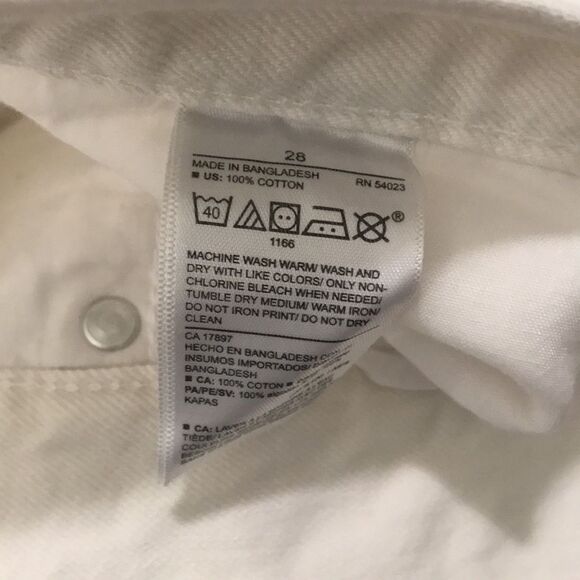 28
MADE IN BANGLADESH
■ US: 100% COTTON RN 54023
40 ®
1166
MACHINE WASH WARM/ WASH AND
DRY WITH LIKE COLORS/ ONLY NON-
CHLORINE BLEACH WHEN NEEDED/
TUMBLE DRY MEDIUM/ WARM IRON/
DO NOT IRON PRINT/ DO NOT DRY
CLEAN
CA 17897
HECHO EN BANGLADESH
INSUMOS IMPORTADOS/
BANGLADESH
■ CA: 100% COTTON ■
PA/PE/SV: 100%
KAPAS
■ CA:
TIÈDE/